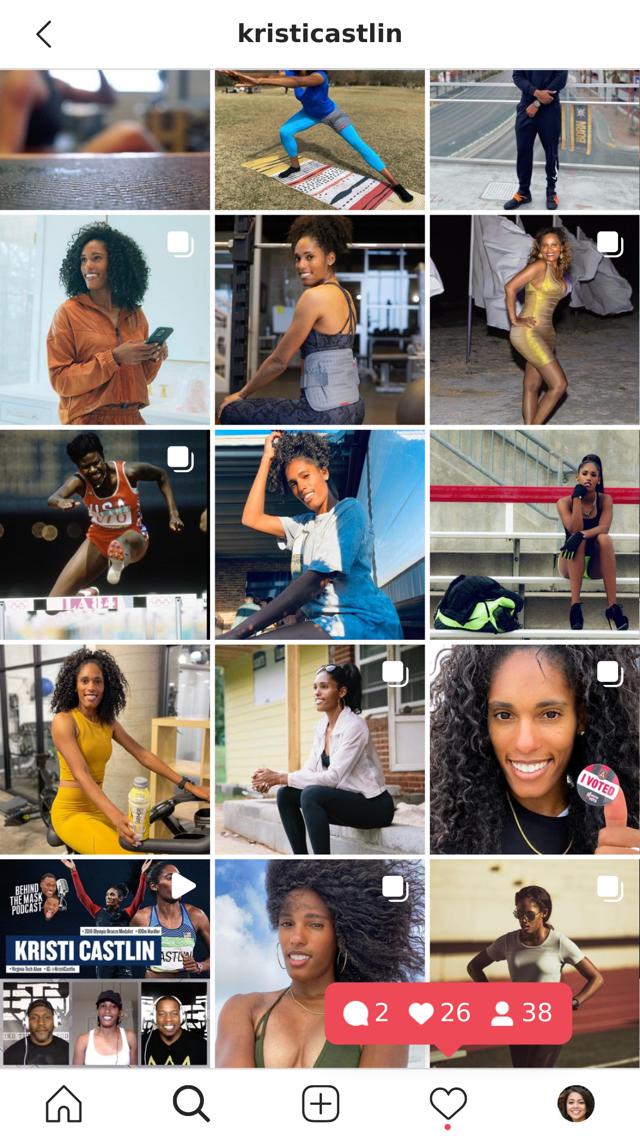 kristicastlin
USA
LA84
I VOTED
BEHIND
THE MASK
PODCAST
• 2016 Olympic Bronze Medalist • 100m Hurdler
KRISTI CASTLIN
• Virginia Tech Alum • IG: @KristiCastlin
2 26 38